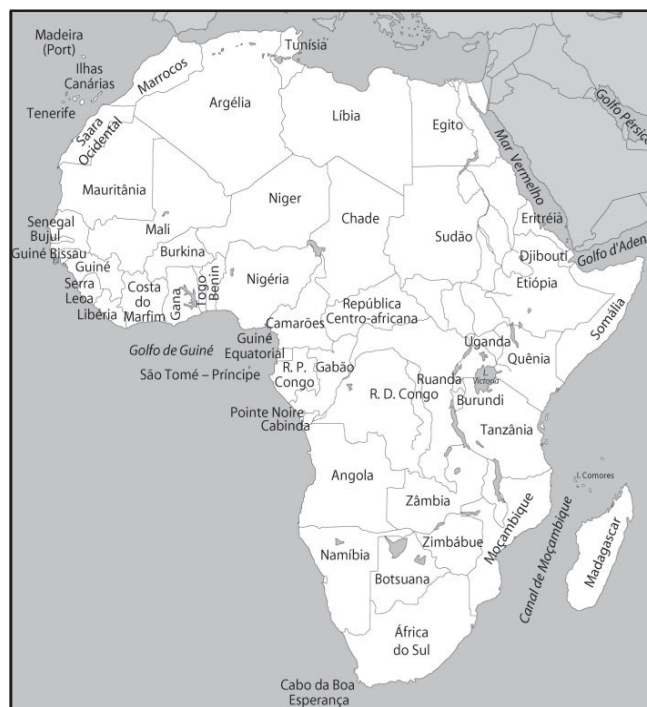 Madeira
(Port)
Ilhas
Canárias
Tenerife
Marrocos
Tunísia
Argélia
Líbia
Egito
Golfo Pérsico
Saara
Ocidental
Mar Vermelho
Mauritânia
Mali
Niger
Chade
Sudão
Eritréia
Senegal
Bujul
Guiné Bissau
Guiné
Burkina
Djibouti
Golfo d'Aden
Serra
Leoa
Libéria
Costa
do
Marfim
Gana
Togo
Benin
Nigéria
Etiópia
Somália
República
Centro-africana
Camarões
Golfo de Guiné
Guiné
Equatorial
São Tomé – Príncipe
R. P.
Congo
Gabão
R. D. Congo
Uganda
Quênia
Ruanda
L.
Victoria
Burundi
Pointe Noire
Cabinda
Tanzânia
Angola
I. Comores
Zâmbia
Moçambique
Canal de Moçambique
Madagascar
Namíbia
Zimbábue
Botsuana
África
do Sul
Cabo da Boa
Esperança